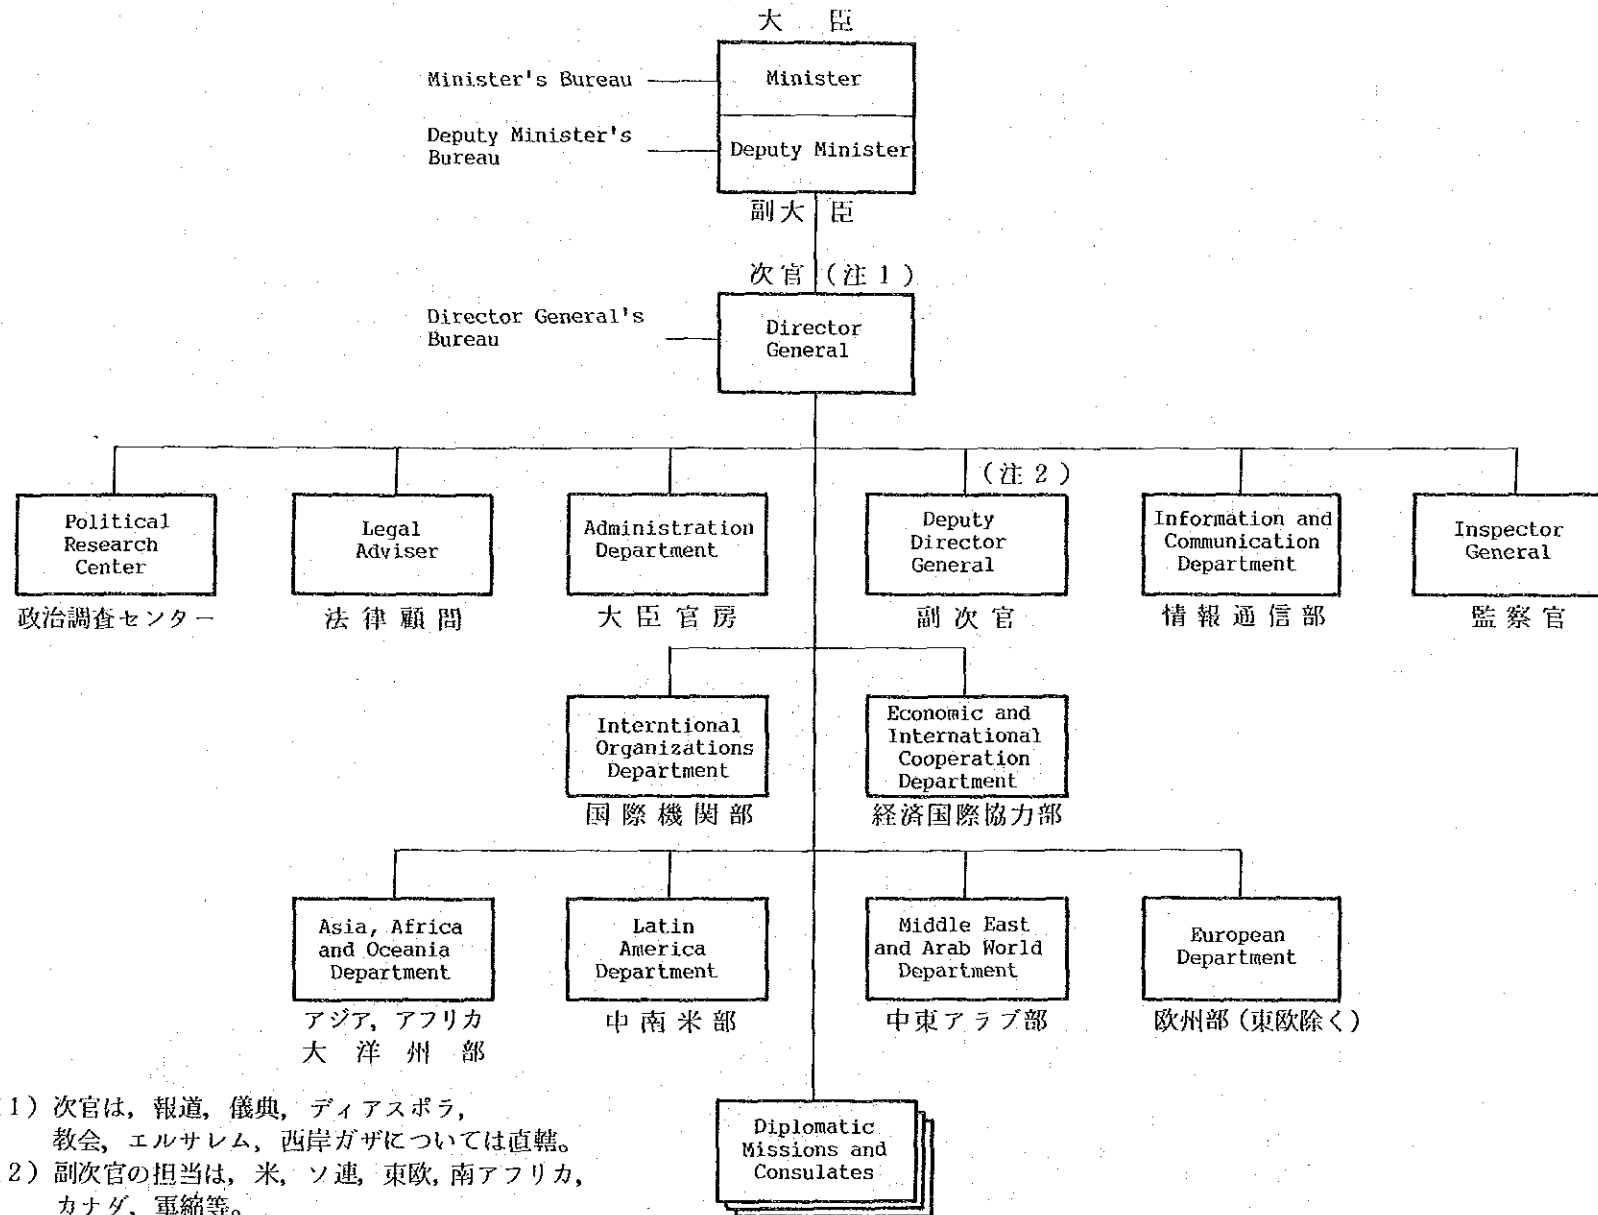 大臣
Minister's Bureau
Minister
Deputy Minister's
Bureau
Deputy Minister
副大臣
次官(注1)
Director General's
Bureau
Director
General
(注2)
Political
Research
Center
Legal
Adviser
Administration
Department
Deputy
Director
General
Information and
Communication
Department
Inspector
General
政治調査センター
法律顧問
大臣官房
副次官
情報通信部
監察官
Interntional
Organizations
Department
Economic and
International
Cooperation
Department
国際機関部
経済国際協力部
Asia, Africa
and Oceania
Department
Latin
America
Department
Middle East
and Arab World
Department
European
Department
アジア,アフリカ
大洋州部
中南米部
中東アラブ部
欧州部(東欧除く)
1)次官は,報道,儀典,ディアスポラ,
教会,エルサレム,西岸ガザについては直轄。
2)副次官の担当は,米,ソ連,東欧,南アフリカ,
カナダ,軍縮等。
Diplomatic
Missions and
Consulates